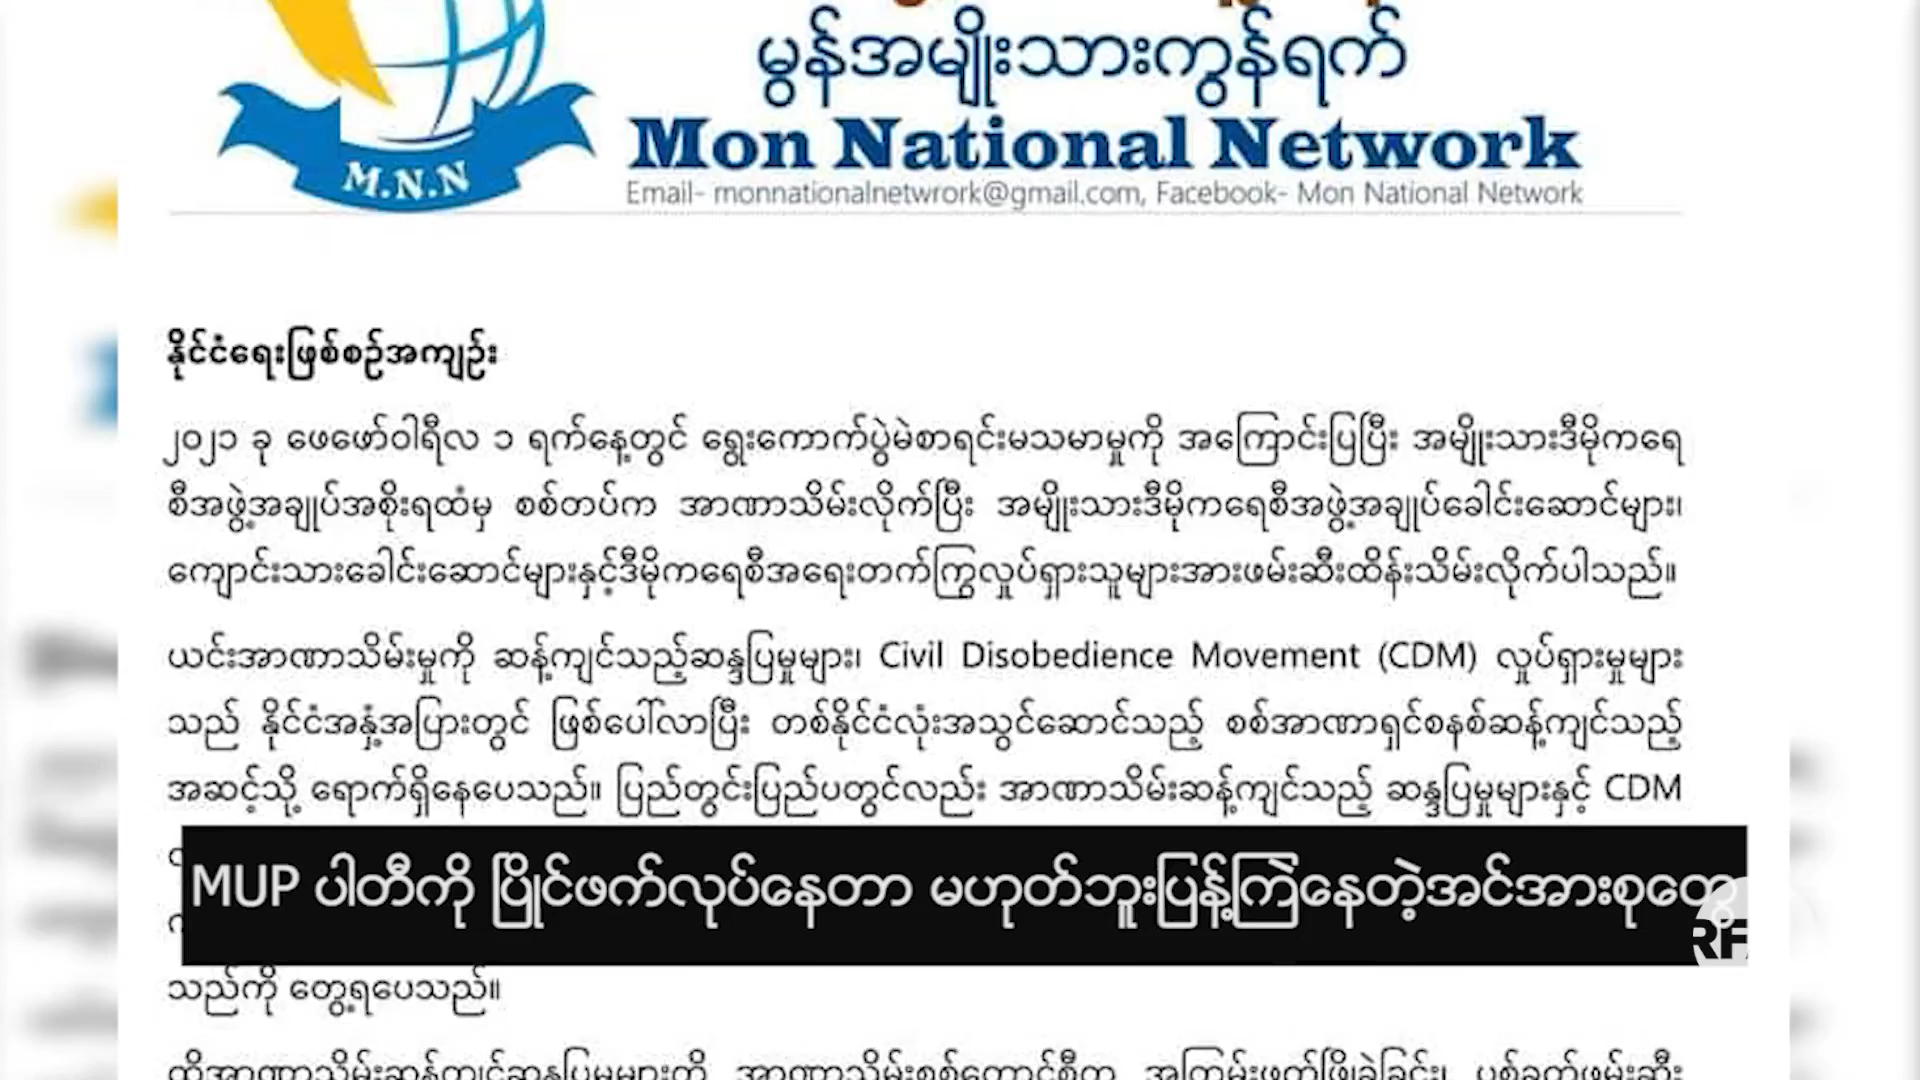 မွန်အမျိုးသားကွန်ရက်
Mon National Network
M.N.N
Email- monnationalnetwrork@gmail.com, Facebook- Mon National Network
နိုင်ငံရေးဖြစ်စဉ်အကျဉ်း
၂၀၂၁ ခု ဖေဖော်ဝါရီလ ၁ ရက်နေ့တွင် ရွေးကောက်ပွဲမဲစာရင်းမသမာမှုကို အကြောင်းပြပြီး အမျိုးသားဒီမိုကရေ
စီအဖွဲ့အချုပ်အစိုးရထံမှ စစ်တပ်က အာဏာသိမ်းလိုက်ပြီး အမျိုးသားဒီမိုကရေစီအဖွဲ့အချုပ်ခေါင်းဆောင်များ၊
ကျောင်းသားခေါင်းဆောင်များနှင့်ဒီမိုကရေစီအရေးတက်ကြွလှုပ်ရှားသူများအားဖမ်းဆီးထိန်းသိမ်းလိုက်ပါသည်။
ယင်းအာဏာသိမ်းမှုကို ဆန့်ကျင်သည့်ဆန္ဒပြမှုများ၊ Civil Disobedience Movement (CDM) လှုပ်ရှားမှုများ
သည် နိုင်ငံအနှံ့အပြားတွင် ဖြစ်ပေါ်လာပြီး တစ်နိုင်ငံလုံးအသွင်ဆောင်သည့် စစ်အာဏာရှင်စနစ်ဆန့်ကျင်သည့်
အဆင့်သို့ ရောက်ရှိနေပေသည်။ ပြည်တွင်းပြည်ပတွင်လည်း အာဏာသိမ်းဆန့်ကျင်သည့် ဆန္ဒပြမှုများနှင့် CDM
MUP ပါတီကို ပြိုင်ဖက်လုပ်နေတာ မဟုတ်ဘူးပြန့်ကြဲနေတဲ့အင်အားစုတွေ
RFA
သည်ကို တွေ့ရပေသည်။